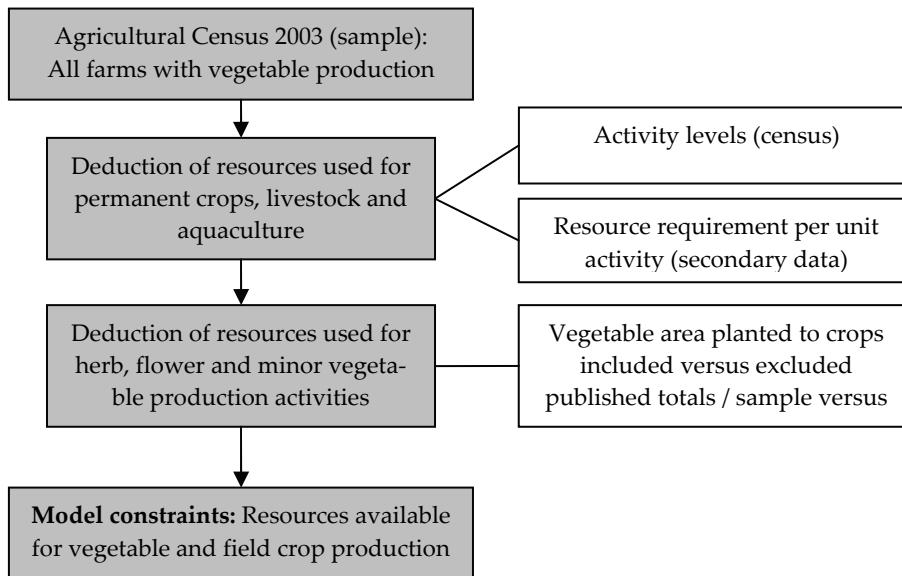 Agricultural Census 2003 (sample):
All farms with vegetable production
Deduction of resources used for
permanent crops, livestock and
aquaculture
Activity levels (census)
Resource requirement per unit
activity (secondary data)
Deduction of resources used for
herb, flower and minor vegeta-
ble production activities
Vegetable area planted to crops
included versus excluded
published totals / sample versus
Model constraints: Resources available
for vegetable and field crop production